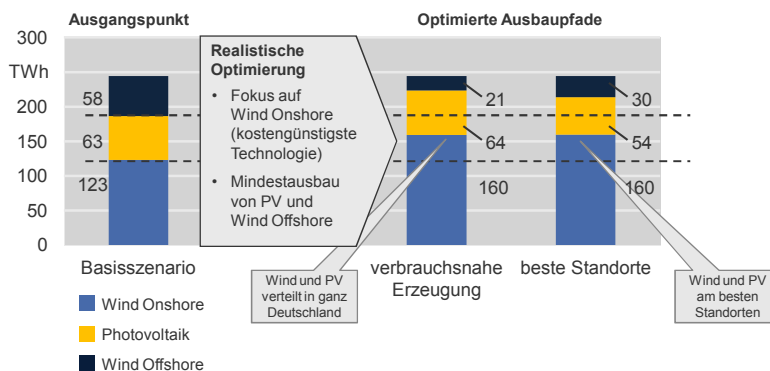 Ausgangspunkt
Optimierte Ausbaupfade
300
TWh
200
150
100
50
0
58
63
123
Realistische
Optimierung
• Fokus auf
Wind Onshore
(kostengünstigste
Technologie)
• Mindestausbau
von PV und
Wind Offshore
21
64
160
30
54
160
Basisszenario
verbrauchsnahe
Erzeugung
beste Standorte
Wind und PV
verteilt in ganz
Deutschland
Wind und PV
am besten
Standorten
Wind Onshore
Photovoltaik
Wind Offshore